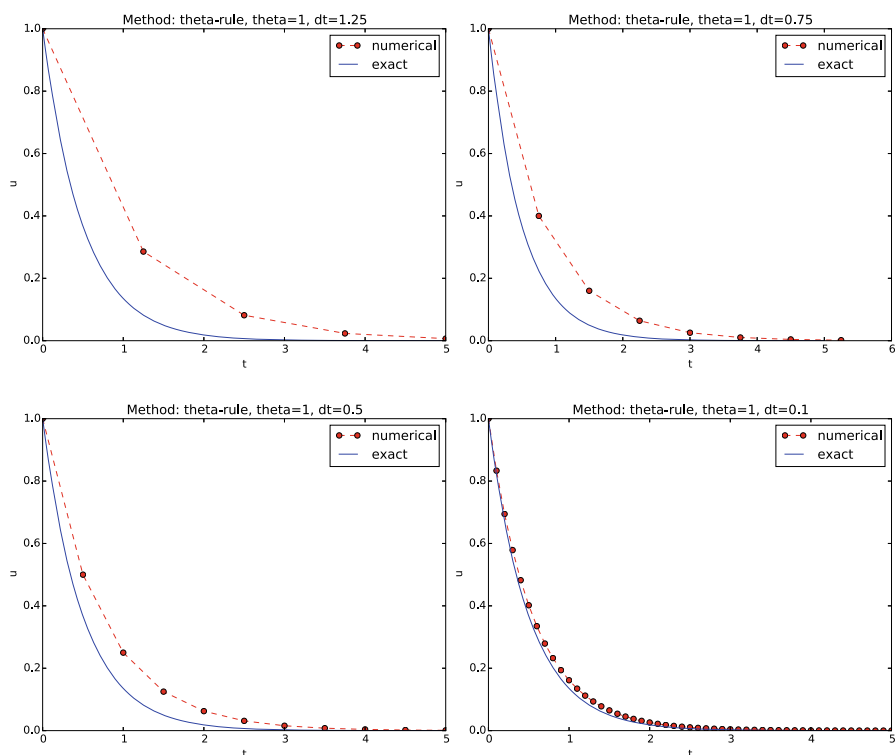 Method: theta-rule, theta=1, dt=1.25
numerical
exact
1.0
0.8
0.6
0.4
0.2
0.0
u
0 1 2 3 4 5
t
Method: theta-rule, theta=1, dt=0.75
numerical
exact
1.0
0.8
0.6
0.4
0.2
0.0
u
0 1 2 3 4 5 6
t
Method: theta-rule, theta=1, dt=0.5
numerical
exact
1.0
0.8
0.6
0.4
0.2
0.0
u
0 1 2 3 4 5
t
Method: theta-rule, theta=1, dt=0.1
numerical
exact
1.0
0.8
0.6
0.4
0.2
0.0
u
0 1 2 3 4 5
t